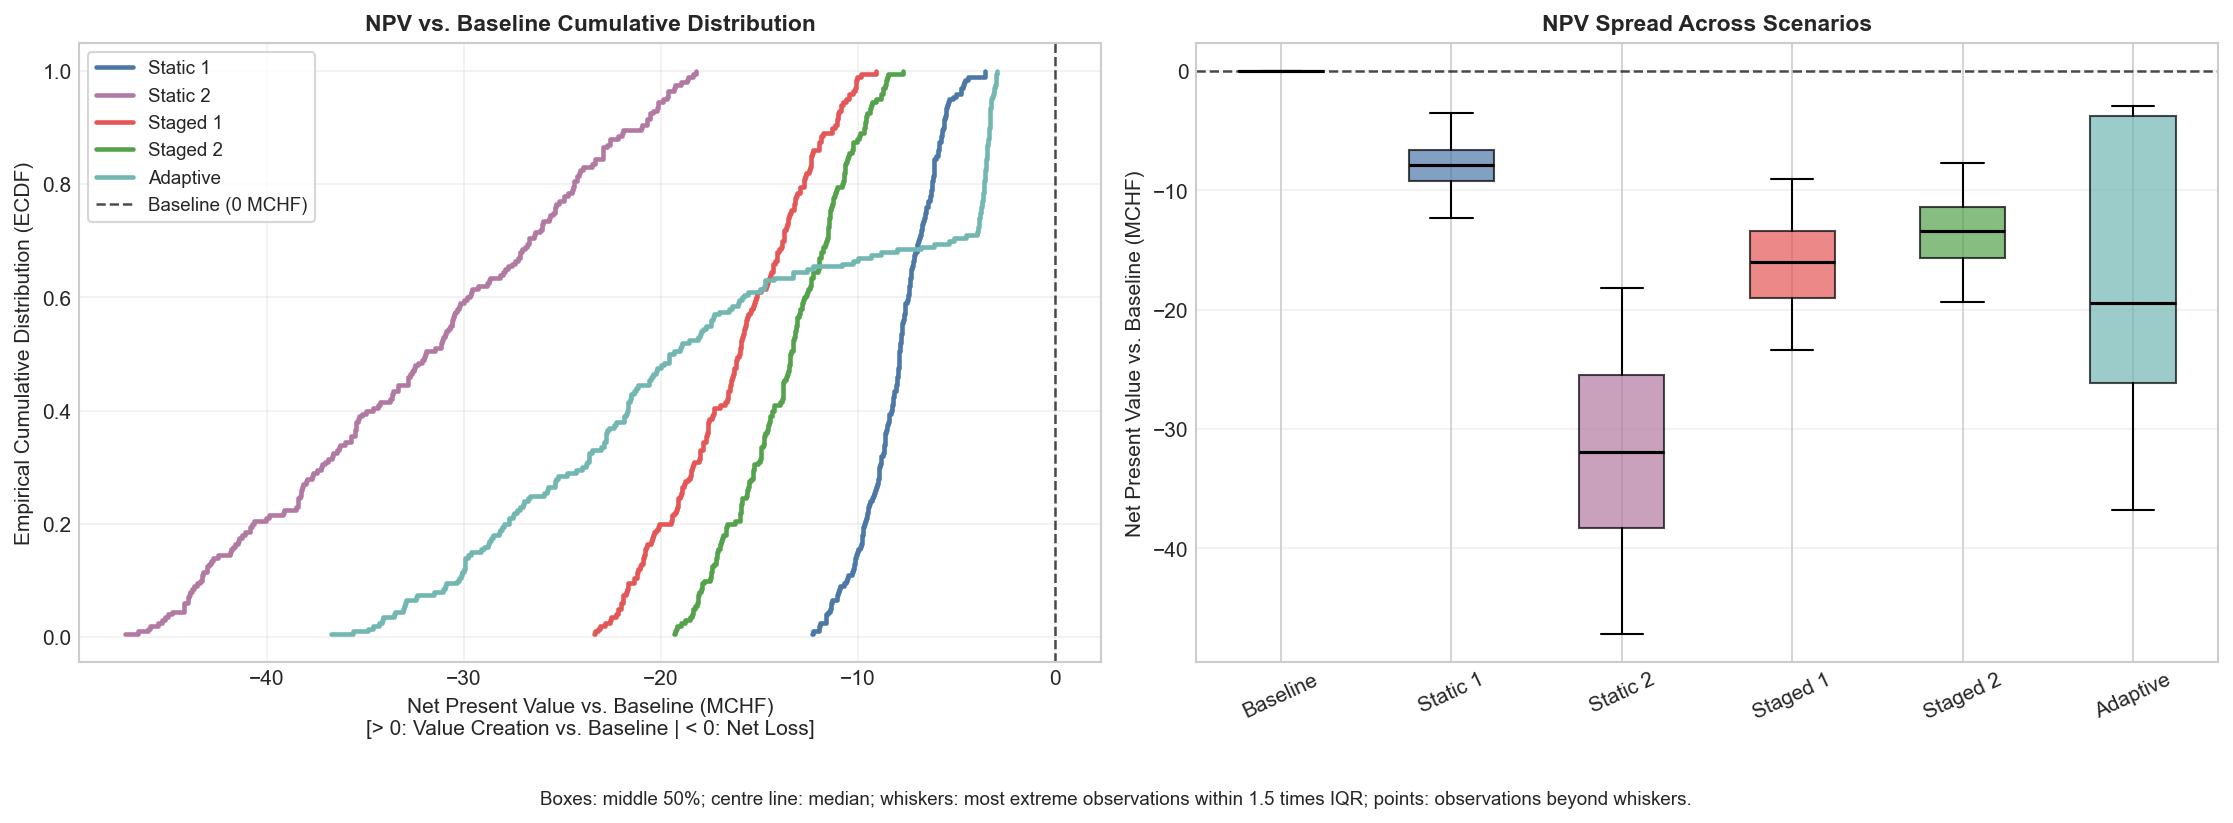 NPV vs. Baseline Cumulative Distribution
Empirical Cumulative Distribution (ECDF)
1.0
0.8
0.6
0.4
0.2
0.0
Static 1
Static 2
Staged 1
Staged 2
Adaptive
Baseline (0 MCHF)
−40
−30
−20
−10
0
Net Present Value vs. Baseline (MCHF)
[> 0: Value Creation vs. Baseline | < 0: Net Loss]
NPV Spread Across Scenarios
Net Present Value vs. Baseline (MCHF)
0
−10
−20
−30
−40
Baseline
Static 1
Static 2
Staged 1
Staged 2
Adaptive
Boxes: middle 50%; centre line: median; whiskers: most extreme observations within 1.5 times IQR; points: observations beyond whiskers.